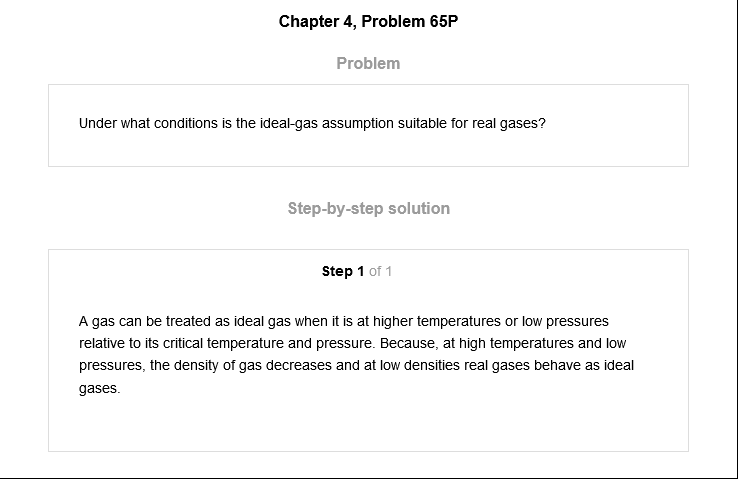 Chapter 4, Problem 65P
Problem
Under what conditions is the ideal-gas assumption suitable for real gases?
Step-by-step solution
Step 1 of 1
A gas can be treated as ideal gas when it is at higher temperatures or low pressures
relative to its critical temperature and pressure. Because, at high temperatures and low
pressures, the density of gas decreases and at low densities real gases behave as ideal
gases.